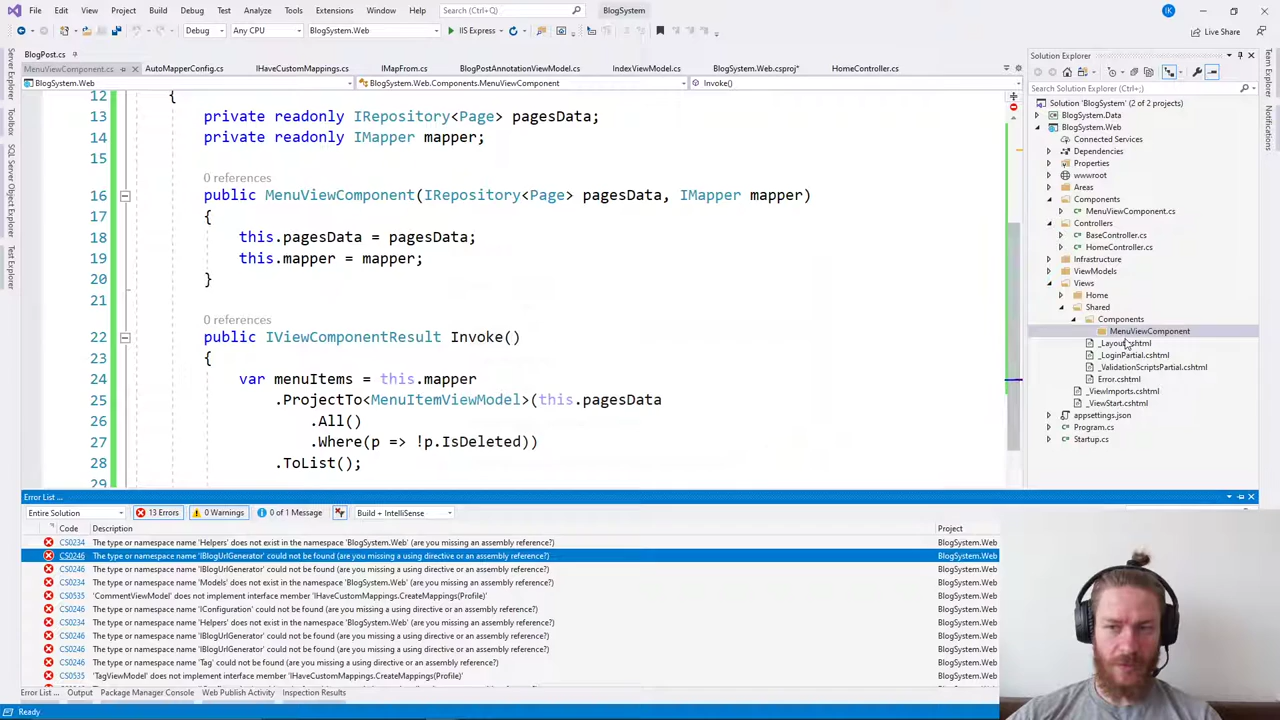 File Edit View Project Build Debug Test Analyze Tools Extensions Window Help Search (Ctrl+Q) BlogSystem IK
Debug Any CPU BlogSystem.Web IIS Express Live Share
BlogPost.cs
MenuViewComponent.cs AutoMapperConfig.cs IHaveCustomMappings.cs IMapFrom.cs BlogPostAnnotationViewModel.cs IndexViewModel.cs BlogSystem.Web.csproj HomeController.cs
BlogSystem.Web BlogSystem.Web.Components.MenuViewComponent Invoke()
Server Explorer
Toolbox
SQL Server Object Explorer
Test Explorer
12 {
13 private readonly IRepository<Page> pagesData;
14 private readonly IMapper mapper;
15
0 references
16 public MenuViewComponent(IRepository<Page> pagesData, IMapper mapper)
17 {
18 this.pagesData = pagesData;
19 this.mapper = mapper;
20 }
21
0 references
22 public IViewComponentResult Invoke()
23 {
24 var menuItems = this.mapper
25 .ProjectTo<MenuItemViewModel>(this.pagesData
26 .All()
27 .Where(p => !p.IsDeleted))
28 .ToList();
29
Solution Explorer
Search Solution Explorer (Ctrl+;)
Solution 'BlogSystem' (2 of 2 projects)
BlogSystem.Data
BlogSystem.Web
Connected Services
Dependencies
Properties
wwwroot
Areas
Components
MenuViewComponent.cs
Controllers
BaseController.cs
HomeController.cs
Infrastructure
ViewModels
Views
Home
Shared
Components
MenuViewComponent
_Layout.cshtml
_LoginPartial.cshtml
_ValidationScriptsPartial.cshtml
Error.cshtml
_ViewImports.cshtml
_ViewStart.cshtml
appsettings.json
Program.cs
Startup.cs
Team Explorer
Notifications
Error List ...
Entire Solution 13 Errors 0 Warnings 0 of 1 Message Build + IntelliSense
Code Description Project
CS0234 The type or namespace name 'Helpers' does not exist in the namespace 'BlogSystem.Web' (are you missing an assembly reference?) BlogSystem.Web
CS0246 The type or namespace name 'IBlogUrlGenerator' could not be found (are you missing a using directive or an assembly reference?) BlogSystem.Web
CS0246 The type or namespace name 'IBlogUrlGenerator' could not be found (are you missing a using directive or an assembly reference?) BlogSystem.Web
CS0234 The type or namespace name 'Models' does not exist in the namespace 'BlogSystem.Web' (are you missing an assembly reference?) BlogSystem.Web
CS0535 'CommentViewModel' does not implement interface member 'IHaveCustomMappings.CreateMappings(Profile)' BlogSystem.Web
CS0246 The type or namespace name 'IConfiguration' could not be found (are you missing a using directive or an assembly reference?) BlogSystem.Web
CS0234 The type or namespace name 'Helpers' does not exist in the namespace 'BlogSystem.Web' (are you missing an assembly reference?) BlogSystem.Web
CS0246 The type or namespace name 'IBlogUrlGenerator' could not be found (are you missing a using directive or an assembly reference?) BlogSystem.Web
CS0246 The type or namespace name 'IBlogUrlGenerator' could not be found (are you missing a using directive or an assembly reference?) BlogSystem.Web
CS0246 The type or namespace name 'Tag' could not be found (are you missing a using directive or an assembly reference?) BlogSystem.Web
CS0535 'TagViewModel' does not implement interface member 'IHaveCustomMappings.CreateMappings(Profile)' BlogSystem.Web
Error List ... Output Package Manager Console Web Publish Activity Inspection Results
Ready